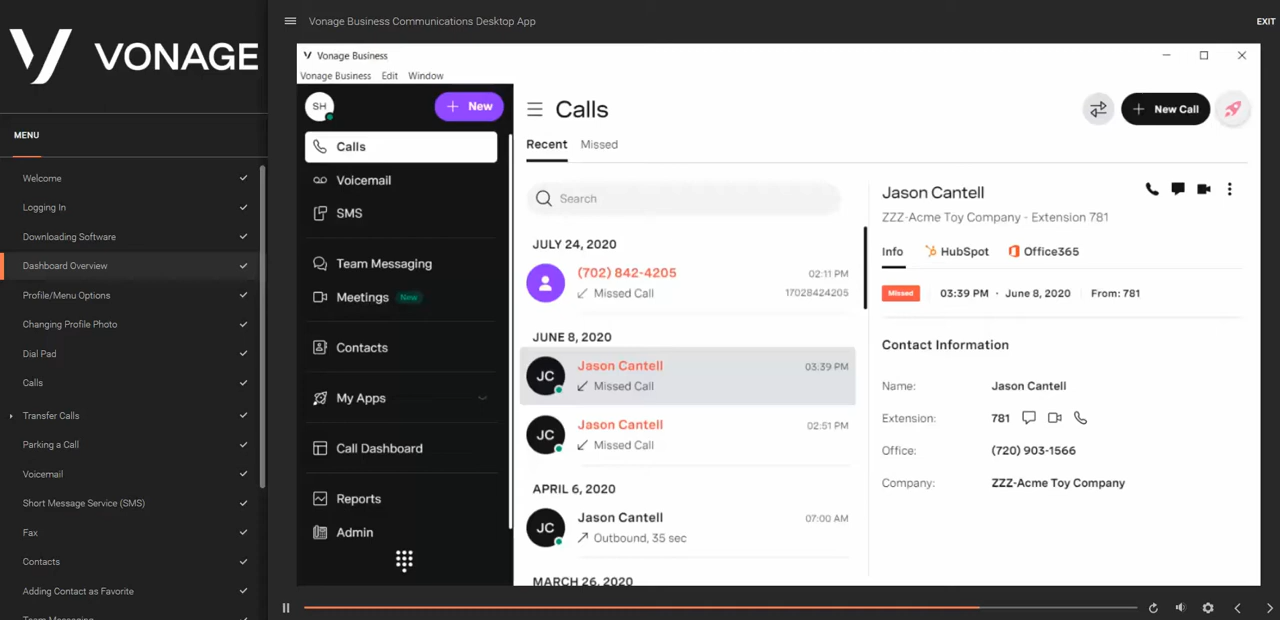 VONAGE
MENU
Welcome
Logging In
Downloading Software
Dashboard Overview
Profile/Menu Options
Changing Profile Photo
Dial Pad
Calls
Transfer Calls
Parking a Call
Voicemail
Short Message Service (SMS)
Fax
Contacts
Adding Contact as Favorite
Team Messaging
Vonage Business Communications Desktop App
EXIT
Vonage Business
Vonage Business Edit Window
SH
+ New
Calls
Voicemail
SMS
Team Messaging
Meetings New
Contacts
My Apps
Call Dashboard
Reports
Admin
Calls
+ New Call
Recent Missed
Search
JULY 24, 2020
(702) 842-4205 02:11 PM
Missed Call 17028424205
JUNE 8, 2020
JC
Jason Cantell 03:39 PM
Missed Call
JC
Jason Cantell 02:51 PM
Missed Call
APRIL 6, 2020
JC
Jason Cantell 07:00 AM
Outbound, 35 sec
MARCH 26, 2020
Jason Cantell
ZZZ-Acme Toy Company - Extension 781
Info HubSpot Office365
Missed 03:39 PM · June 8, 2020 From: 781
Contact Information
Name: Jason Cantell
Extension: 781
Office: (720) 903-1566
Company: ZZZ-Acme Toy Company